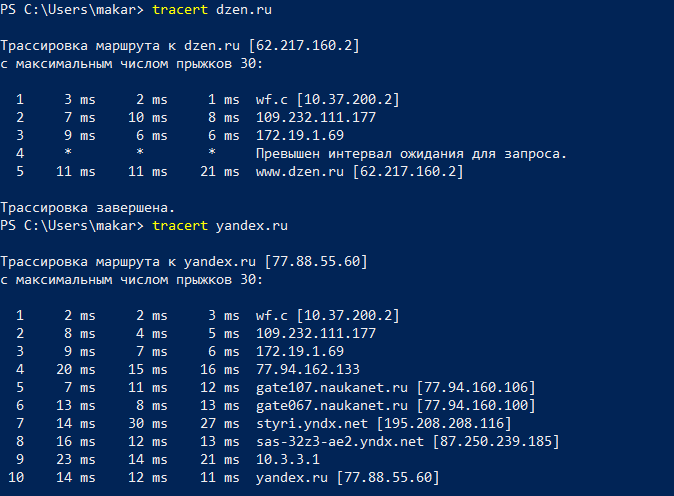 PS C:\Users\makar> tracert dzen.ru
Трассировка маршрута к dzen.ru [62.217.160.2]
с максимальным числом прыжков 30:
1 3 ms 2 ms 1 ms wf.c [10.37.200.2]
2 7 ms 10 ms 8 ms 109.232.111.177
3 9 ms 6 ms 6 ms 172.19.1.69
4 * * * Превышен интервал ожидания для запроса.
5 11 ms 11 ms 21 ms www.dzen.ru [62.217.160.2]
Трассировка завершена.
PS C:\Users\makar> tracert yandex.ru
Трассировка маршрута к yandex.ru [77.88.55.60]
с максимальным числом прыжков 30:
1 2 ms 2 ms 3 ms wf.c [10.37.200.2]
2 8 ms 4 ms 5 ms 109.232.111.177
3 9 ms 7 ms 6 ms 172.19.1.69
4 20 ms 15 ms 16 ms 77.94.162.133
5 7 ms 11 ms 12 ms gate107.naukanet.ru [77.94.160.106]
6 13 ms 8 ms 13 ms gate067.naukanet.ru [77.94.160.100]
7 14 ms 30 ms 27 ms styri.yndx.net [195.208.208.116]
8 16 ms 12 ms 13 ms sas-32z3-ae2.yndx.net [87.250.239.185]
9 23 ms 14 ms 21 ms 10.3.3.1
10 14 ms 12 ms 11 ms yandex.ru [77.88.55.60]